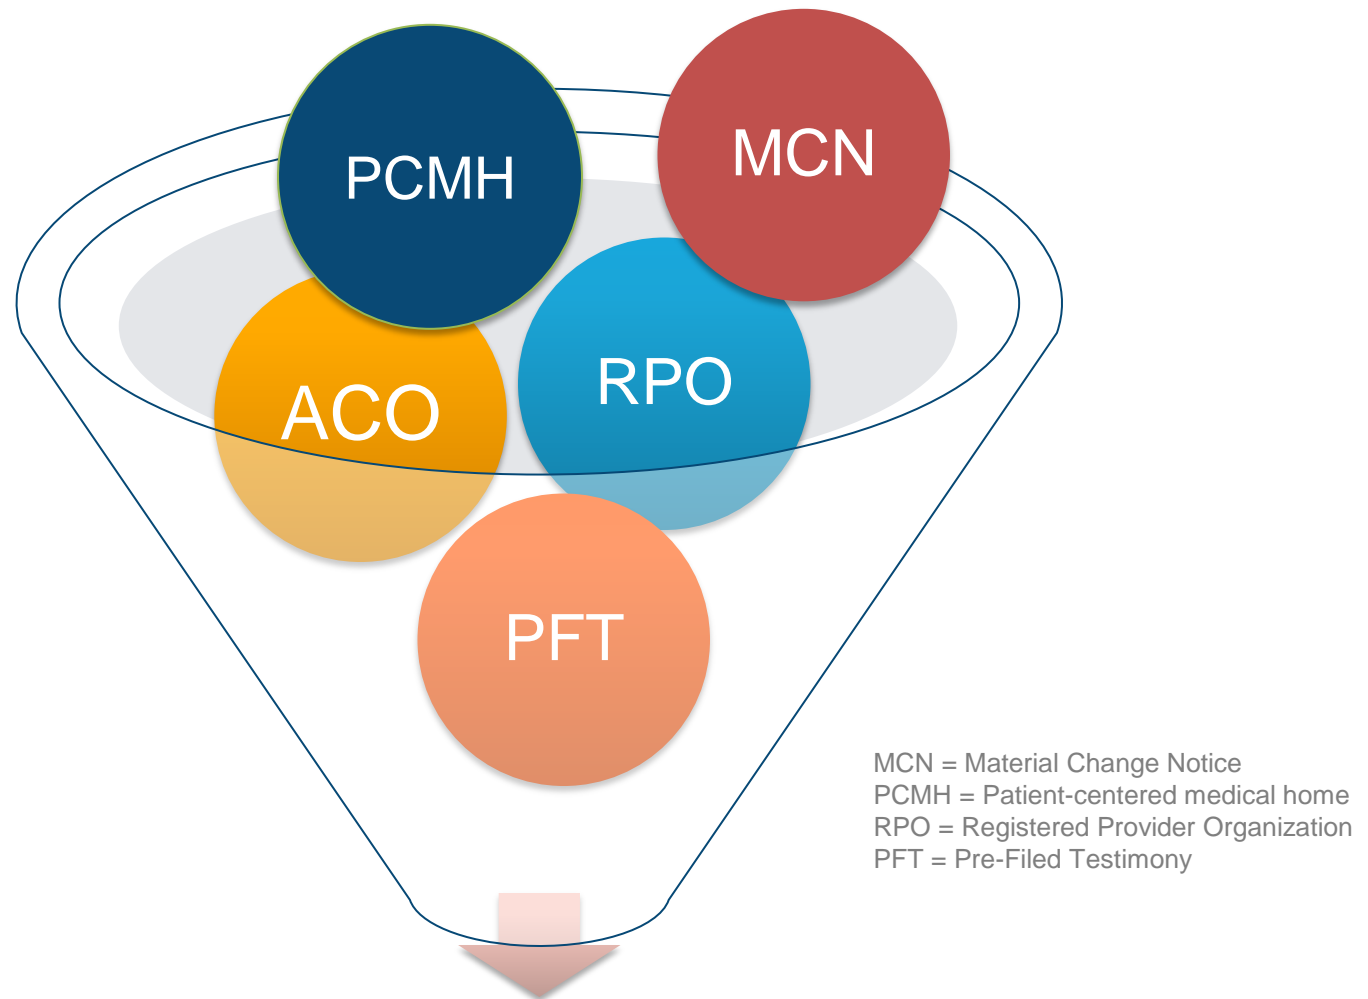 PCMH
MCN
ACO
RPO
PFT
MCN = Material Change Notice
PCMH = Patient-centered medical home
RPO = Registered Provider Organization
PFT = Pre-Filed Testimony